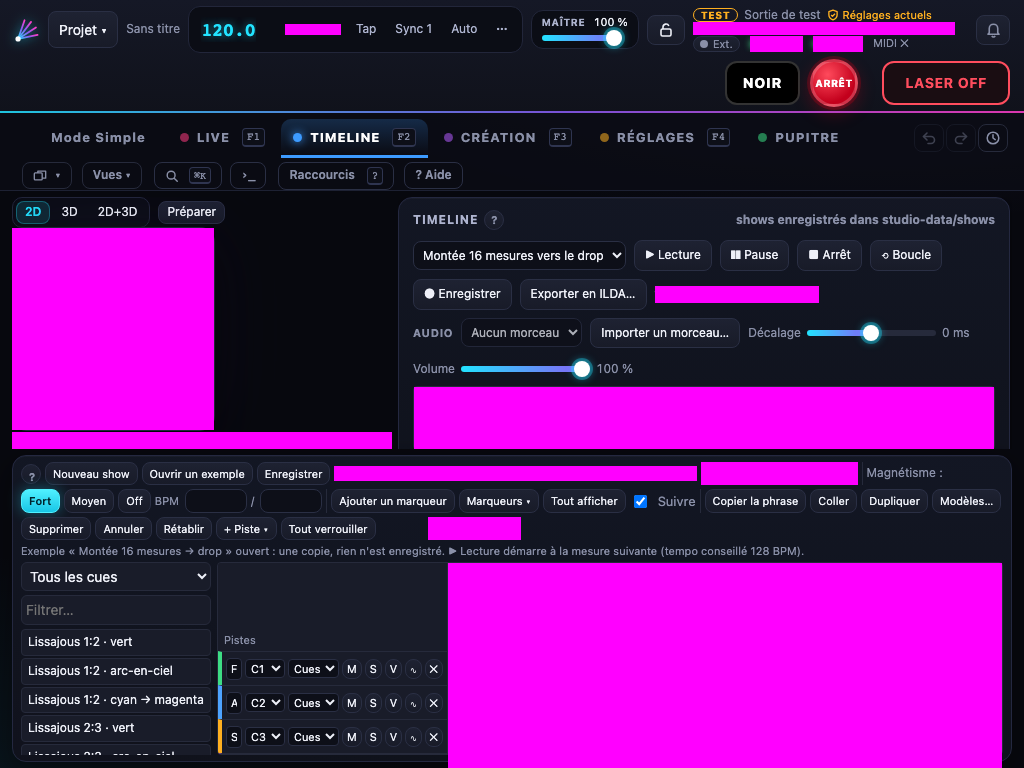 Projet ▾ Sans titre 120.0 Tap Sync 1 Auto ··· MAÎTRE 100 % TEST Sortie de test Réglages actuels
Ext. MIDI ✕
NOIR ARRÊT LASER OFF
Mode Simple LIVE F1 TIMELINE F2 CRÉATION F3 RÉGLAGES F4 PUPITRE
▾ Vues ▾ ⌘K ›_ Raccourcis ? ? Aide
2D 3D 2D+3D Préparer
TIMELINE ? shows enregistrés dans studio-data/shows
Montée 16 mesures vers le drop Lecture Pause Arrêt Boucle
Enregistrer Exporter en ILDA...
AUDIO Aucun morceau Importer un morceau... Décalage 0 ms
Volume 100 %
? Nouveau show Ouvrir un exemple Enregistrer Magnétisme :
Fort Moyen Off BPM / Ajouter un marqueur Marqueurs ▾ Tout afficher Suivre Copier la phrase Coller Dupliquer Modèles...
Supprimer Annuler Rétablir + Piste ▾ Tout verrouiller
Exemple « Montée 16 mesures → drop » ouvert : une copie, rien n'est enregistré. ▶ Lecture démarre à la mesure suivante (tempo conseillé 128 BPM).
Tous les cues
Filtrer...
Pistes
Lissajous 1:2 · vert
Lissajous 1:2 · arc-en-ciel
Lissajous 1:2 · cyan → magenta
Lissajous 2:3 · vert
F C1 Cues M S V ∿ ✕
A C2 Cues M S V ∿ ✕
S C3 Cues M S V ∿ ✕